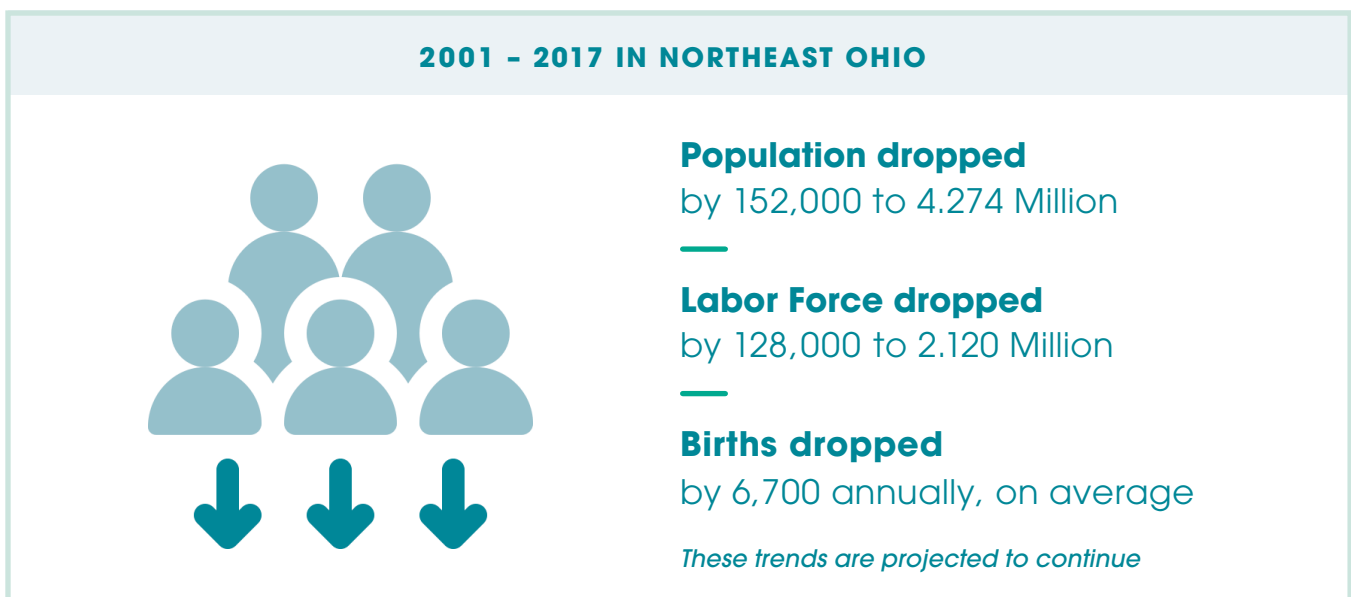 2001 – 2017 IN NORTHEAST OHIO
Population dropped
by 152,000 to 4.274 Million
Labor Force dropped
by 128,000 to 2.120 Million
Births dropped
by 6,700 annually, on average
These trends are projected to continue